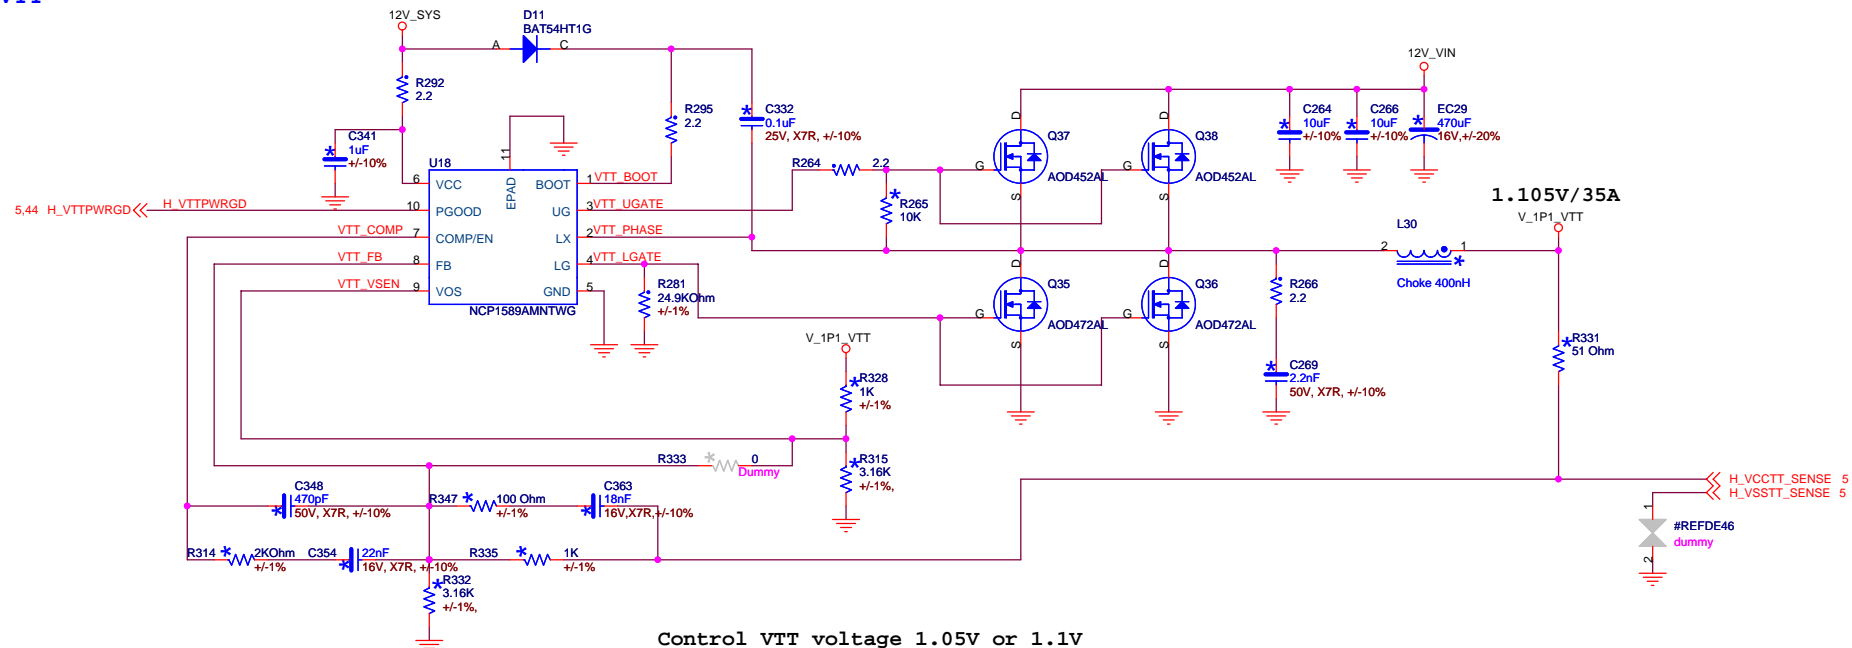 VTT
12V_SYS
D11
BAT54HT1G
A
C
12V_VIN
R292
2.2
R295
2.2
C332
0.1uF
25V, X7R, +/-10%
C341
1uF
+/-10%
C264
10uF
+/-10%
C266
10uF
+/-10%
EC29
470uF
16V,+/-20%
D
Q37
G
AOD452AL
S
D
Q38
G
AOD452AL
S
U18
11
EPAD
6
VCC
BOOT
1
VTT_BOOT
R264
2.2
5,44 H_VTTPWRGD
H_VTTPWRGD
10
PGOOD
UG
3
VTT_UGATE
R265
10K
1.105V/35A
V_1P1_VTT
VTT_COMP
7
COMP/EN
LX
2
VTT_PHASE
L30
2
1
Choke 400nH
VTT_FB
8
FB
LG
4
VTT_LGATE
VTT_VSEN
9
VOS
GND
5
NCP1589AMNTWG
R281
24.9KOhm
+/-1%
D
Q35
G
AOD472AL
S
D
Q36
G
AOD472AL
S
R266
2.2
C269
2.2nF
50V, X7R, +/-10%
R331
51 Ohm
V_1P1_VTT
R328
1K
+/-1%
R333
0
Dummy
R315
3.16K
+/-1%,
C348
470pF
50V, X7R, +/-10%
R347
100 Ohm
+/-1%
C363
18nF
16V,X7R,+/-10%
H_VCCTT_SENSE 5
H_VSSTT_SENSE 5
1
#REFDE46
dummy
2
R314
2KOhm
+/-1%
C354
22nF
16V, X7R, +/-10%
R335
1K
+/-1%
R332
3.16K
+/-1%,
Control VTT voltage 1.05V or 1.1V